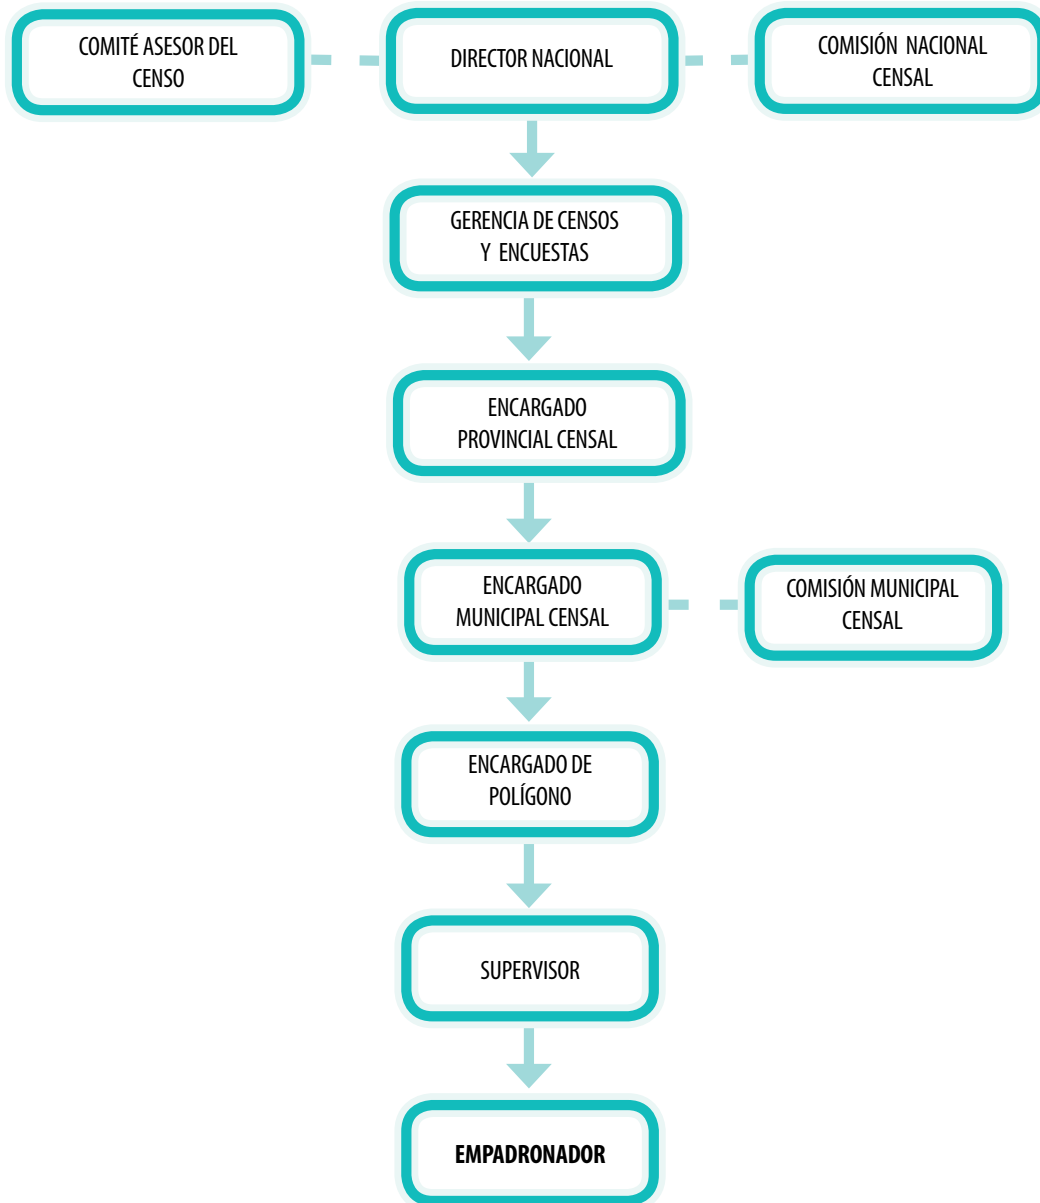 COMITÉ ASESOR DEL
CENSO
DIRECTOR NACIONAL
COMISIÓN NACIONAL
CENSAL
GERENCIA DE CENSOS
Y ENCUESTAS
ENCARGADO
PROVINCIAL CENSAL
ENCARGADO
MUNICIPAL CENSAL
COMISIÓN MUNICIPAL
CENSAL
ENCARGADO DE
POLÍGONO
SUPERVISOR
EMPADRONADOR